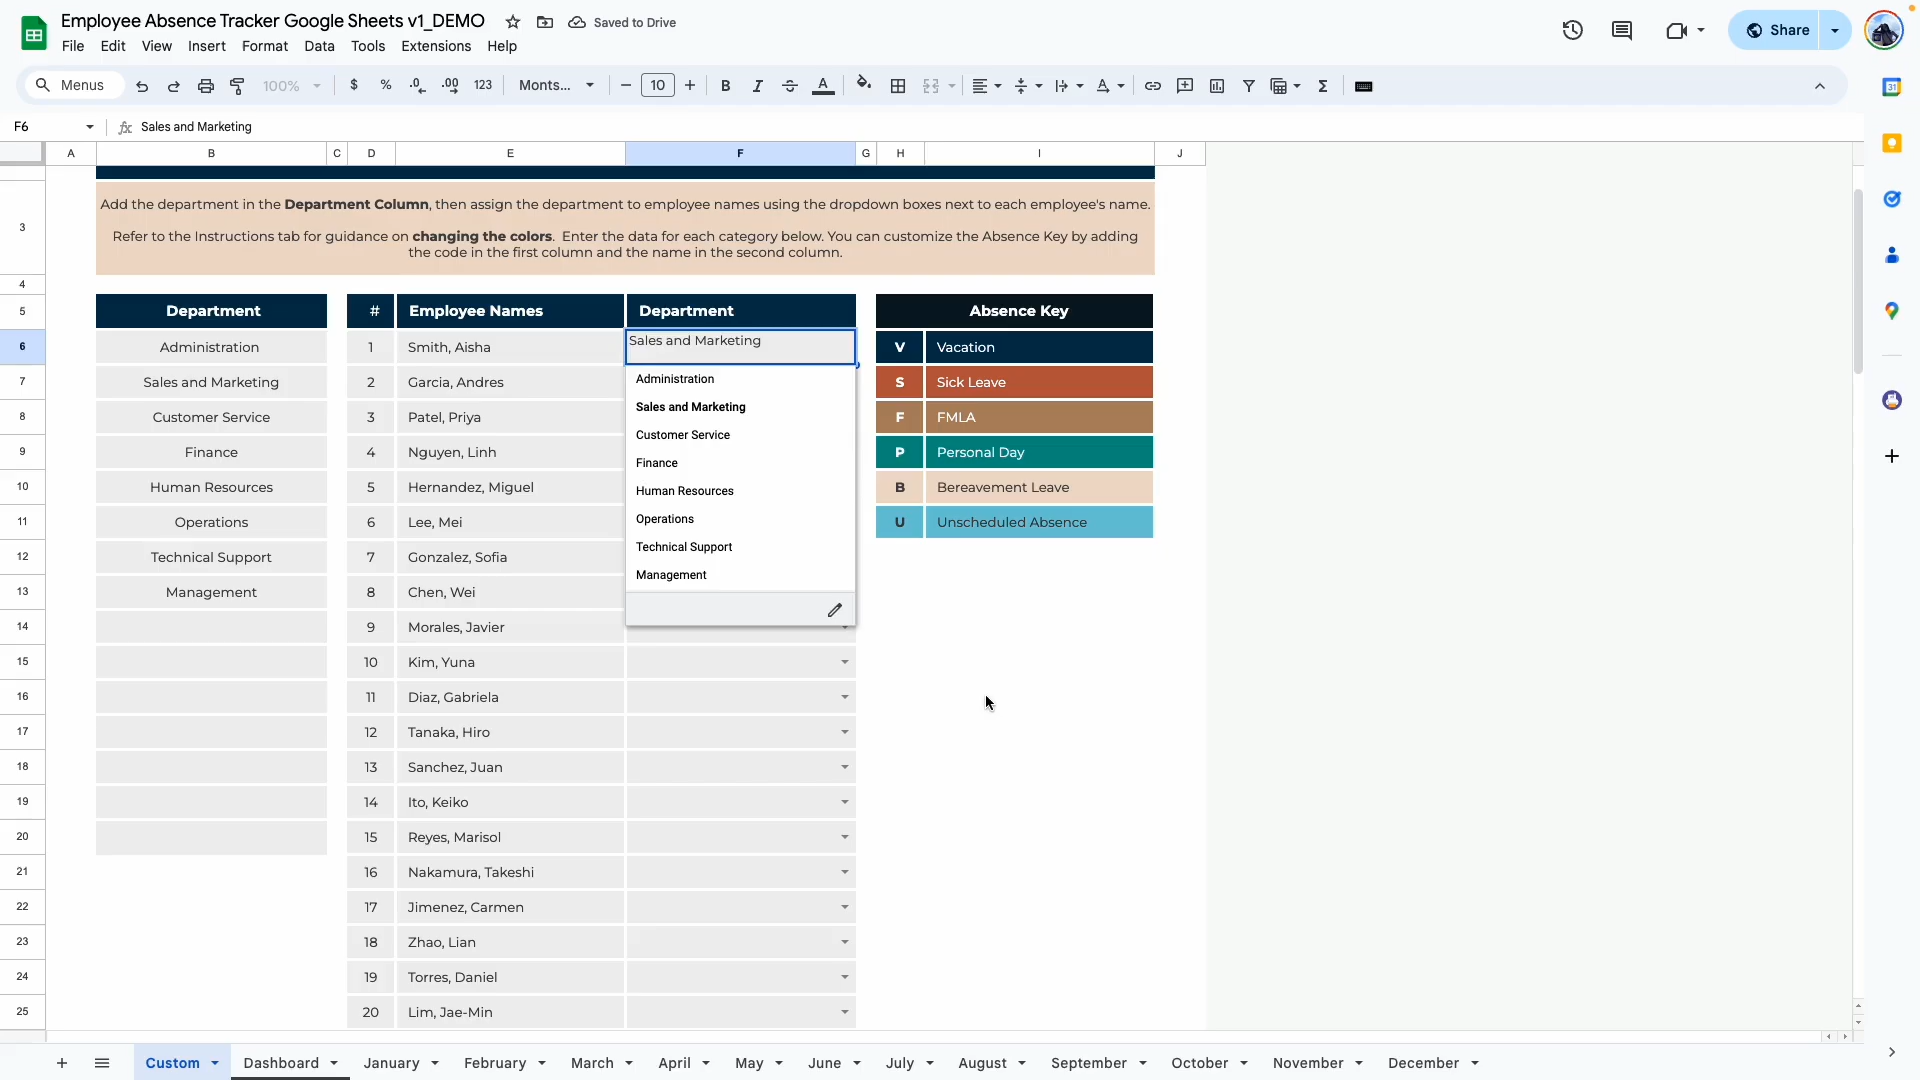 Employee Absence Tracker Google Sheets v1_DEMO
Saved to Drive
Share
File Edit View Insert Format Data Tools Extensions Help
Menus
100%
$ % .0 .00 123
Monts...
10
B I A
F6
fx Sales and Marketing
A B C D E F G H I J
3 Add the department in the Department Column, then assign the department to employee names using the dropdown boxes next to each employee's name.
Refer to the Instructions tab for guidance on changing the colors. Enter the data for each category below. You can customize the Absence Key by adding
the code in the first column and the name in the second column.
4
5 Department # Employee Names Department Absence Key
6 Administration 1 Smith, Aisha Sales and Marketing V Vacation
7 Sales and Marketing 2 Garcia, Andres S Sick Leave
8 Customer Service 3 Patel, Priya F FMLA
9 Finance 4 Nguyen, Linh P Personal Day
10 Human Resources 5 Hernandez, Miguel B Bereavement Leave
11 Operations 6 Lee, Mei U Unscheduled Absence
12 Technical Support 7 Gonzalez, Sofia
13 Management 8 Chen, Wei
Administration
Sales and Marketing
Customer Service
Finance
Human Resources
Operations
Technical Support
Management
14 9 Morales, Javier
15 10 Kim, Yuna
16 11 Diaz, Gabriela
17 12 Tanaka, Hiro
18 13 Sanchez, Juan
19 14 Ito, Keiko
20 15 Reyes, Marisol
21 16 Nakamura, Takeshi
22 17 Jimenez, Carmen
23 18 Zhao, Lian
24 19 Torres, Daniel
25 20 Lim, Jae-Min
Custom Dashboard January February March April May June July August September October November December